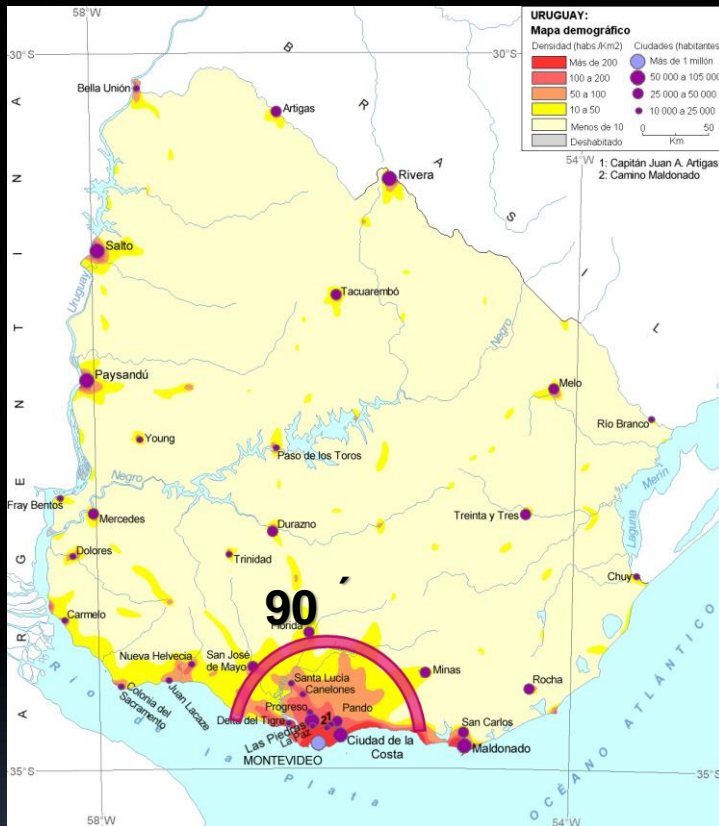 58°W
URUGUAY:
Mapa demográfico
Densidad (habs./Km2)
Ciudades (habitantes)
Más de 200
Más de 1 millón
100 a 200
50 000 a 105 000
50 a 100
25 000 a 50 000
10 a 50
10 000 a 25 000
Menos de 10
Deshabitado
0 50
Km
1: Capitán Juan A. Artigas
2: Camino Maldonado
30°S
30°S
54°W
BRASIL
ARGENTINA
Bella Unión
Artigas
Rivera
Salto
Uruguay
Tacuarembó
Negro
Paysandú
Melo
Río Branco
Young
Paso de los Toros
Negro
Fray Bentos
Mercedes
Durazno
Treinta y Tres
Laguna Merín
Dolores
Trinidad
Chuy
90 ´
Carmelo
Florida
Nueva Helvecia
San José
de Mayo
Minas
Santa Lucía
Canelones
Rocha
Colonia del
Sacramento
Juan Lacaze
Progreso
Pando
Delta del Tigre
Las Piedras
La Paz
2
1
San Carlos
Ciudad de la
Costa
Maldonado
MONTEVIDEO
Río de la Plata
OCÉANO ATLÁNTICO
35°S
35°S
58°W
54°W